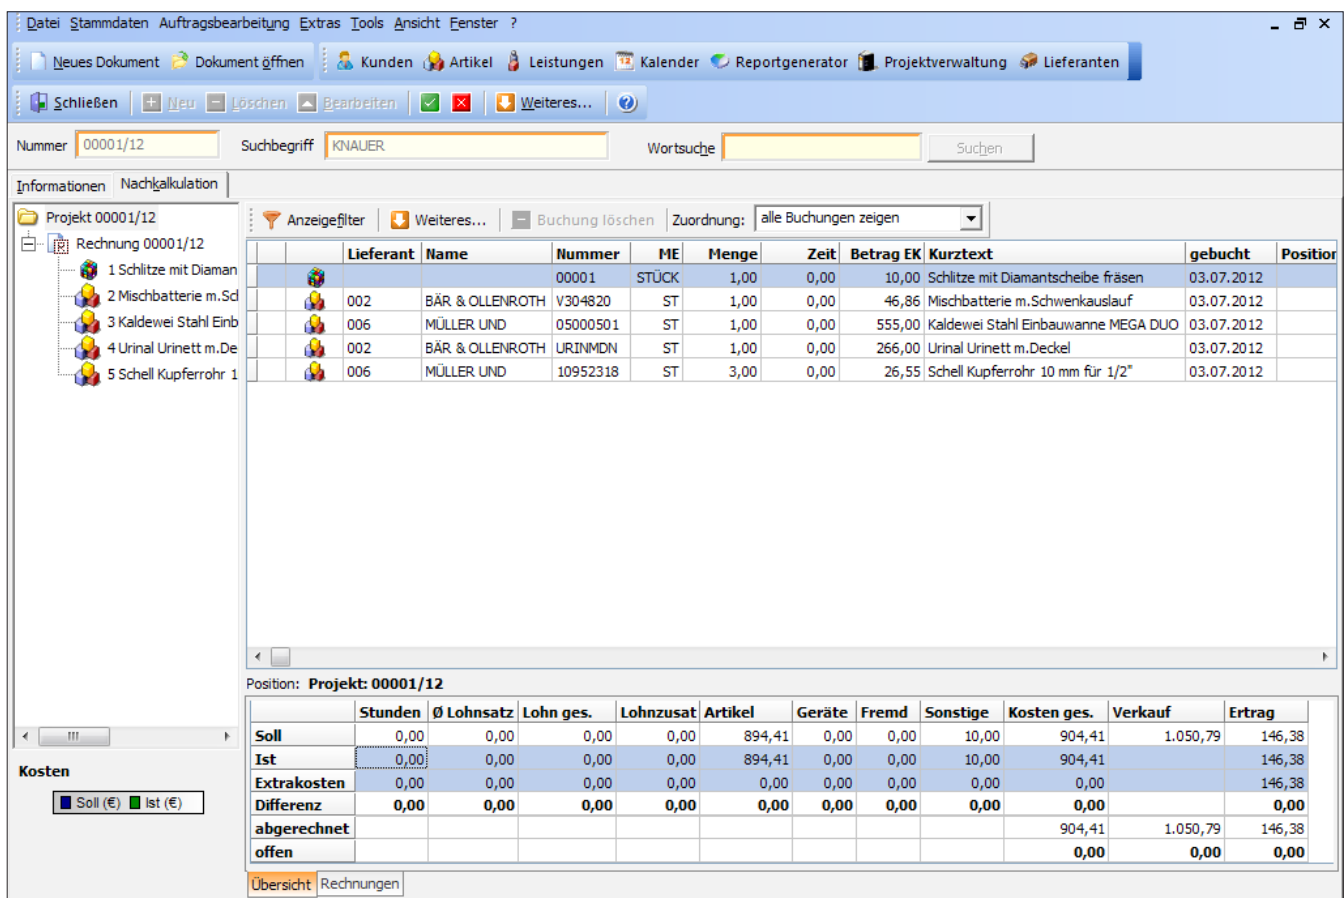 Datei Stammdaten Auftragsbearbeitung Extras Tools Ansicht Fenster ?
Neues Dokument Dokument öffnen Kunden Artikel Leistungen 12 Kalender Reportgenerator Projektverwaltung Lieferanten
Schließen Neu Löschen Bearbeiten Weiteres... ?
Nummer 00001/12 Suchbegriff KNAUER Wortsuche Suchen
Informationen Nachkalkulation
Projekt 00001/12
Rechnung 00001/12
1 Schlitze mit Diaman
2 Mischbatterie m.Scl
3 Kaldewei Stahl Einb
4 Urinal Urinett m.De
5 Schell Kupferrohr 1
Anzeigefilter Weiteres... Buchung löschen Zuordnung: alle Buchungen zeigen
Lieferant Name Nummer ME Menge Zeit Betrag EK Kurztext gebucht Position
00001 STÜCK 1,00 0,00 10,00 Schlitze mit Diamantscheibe fräsen 03.07.2012
002 BÄR & OLLENROTH V304820 ST 1,00 0,00 46,86 Mischbatterie m.Schwenkauslauf 03.07.2012
006 MÜLLER UND 05000501 ST 1,00 0,00 555,00 Kaldewei Stahl Einbauwanne MEGA DUO 03.07.2012
002 BÄR & OLLENROTH URINMDN ST 1,00 0,00 266,00 Urinal Urinett m.Deckel 03.07.2012
006 MÜLLER UND 10952318 ST 3,00 0,00 26,55 Schell Kupferrohr 10 mm für 1/2" 03.07.2012
Position: Projekt: 00001/12
Stunden Ø Lohnsatz Lohn ges. Lohnzusat Artikel Geräte Fremd Sonstige Kosten ges. Verkauf Ertrag
Soll 0,00 0,00 0,00 0,00 894,41 0,00 0,00 10,00 904,41 1.050,79 146,38
Ist 0,00 0,00 0,00 0,00 894,41 0,00 0,00 10,00 904,41 146,38
Extrakosten 0,00 0,00 0,00 0,00 0,00 0,00 0,00 0,00 0,00 146,38
Differenz 0,00 0,00 0,00 0,00 0,00 0,00 0,00 0,00 0,00 0,00
abgerechnet 904,41 1.050,79 146,38
offen 0,00 0,00 0,00
Übersicht Rechnungen
Kosten
Soll (€) Ist (€)